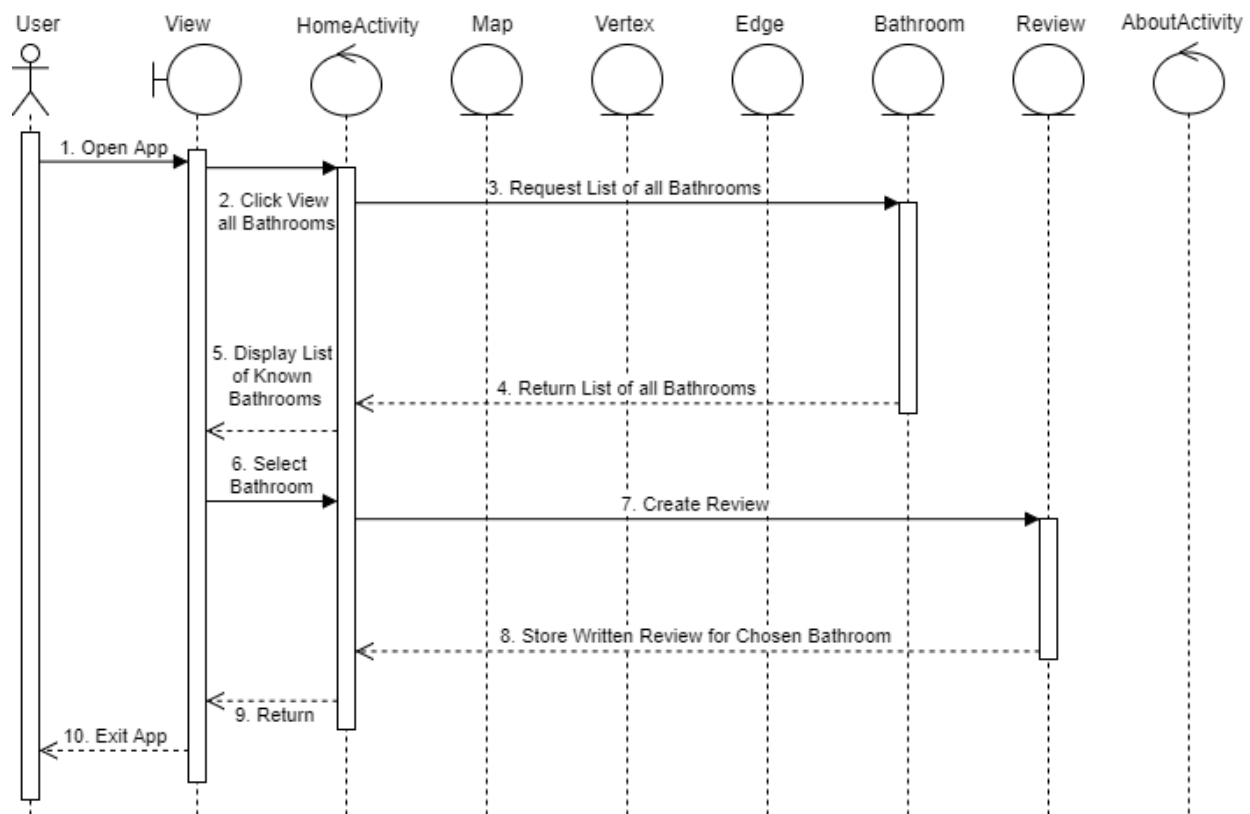 User
View
HomeActivity
Map
Vertex
Edge
Bathroom
Review
AboutActivity
1. Open App
2. Click View
all Bathrooms
3. Request List of all Bathrooms
5. Display List
of Known
Bathrooms
4. Return List of all Bathrooms
6. Select
Bathroom
7. Create Review
8. Store Written Review for Chosen Bathroom
9. Return
10. Exit App